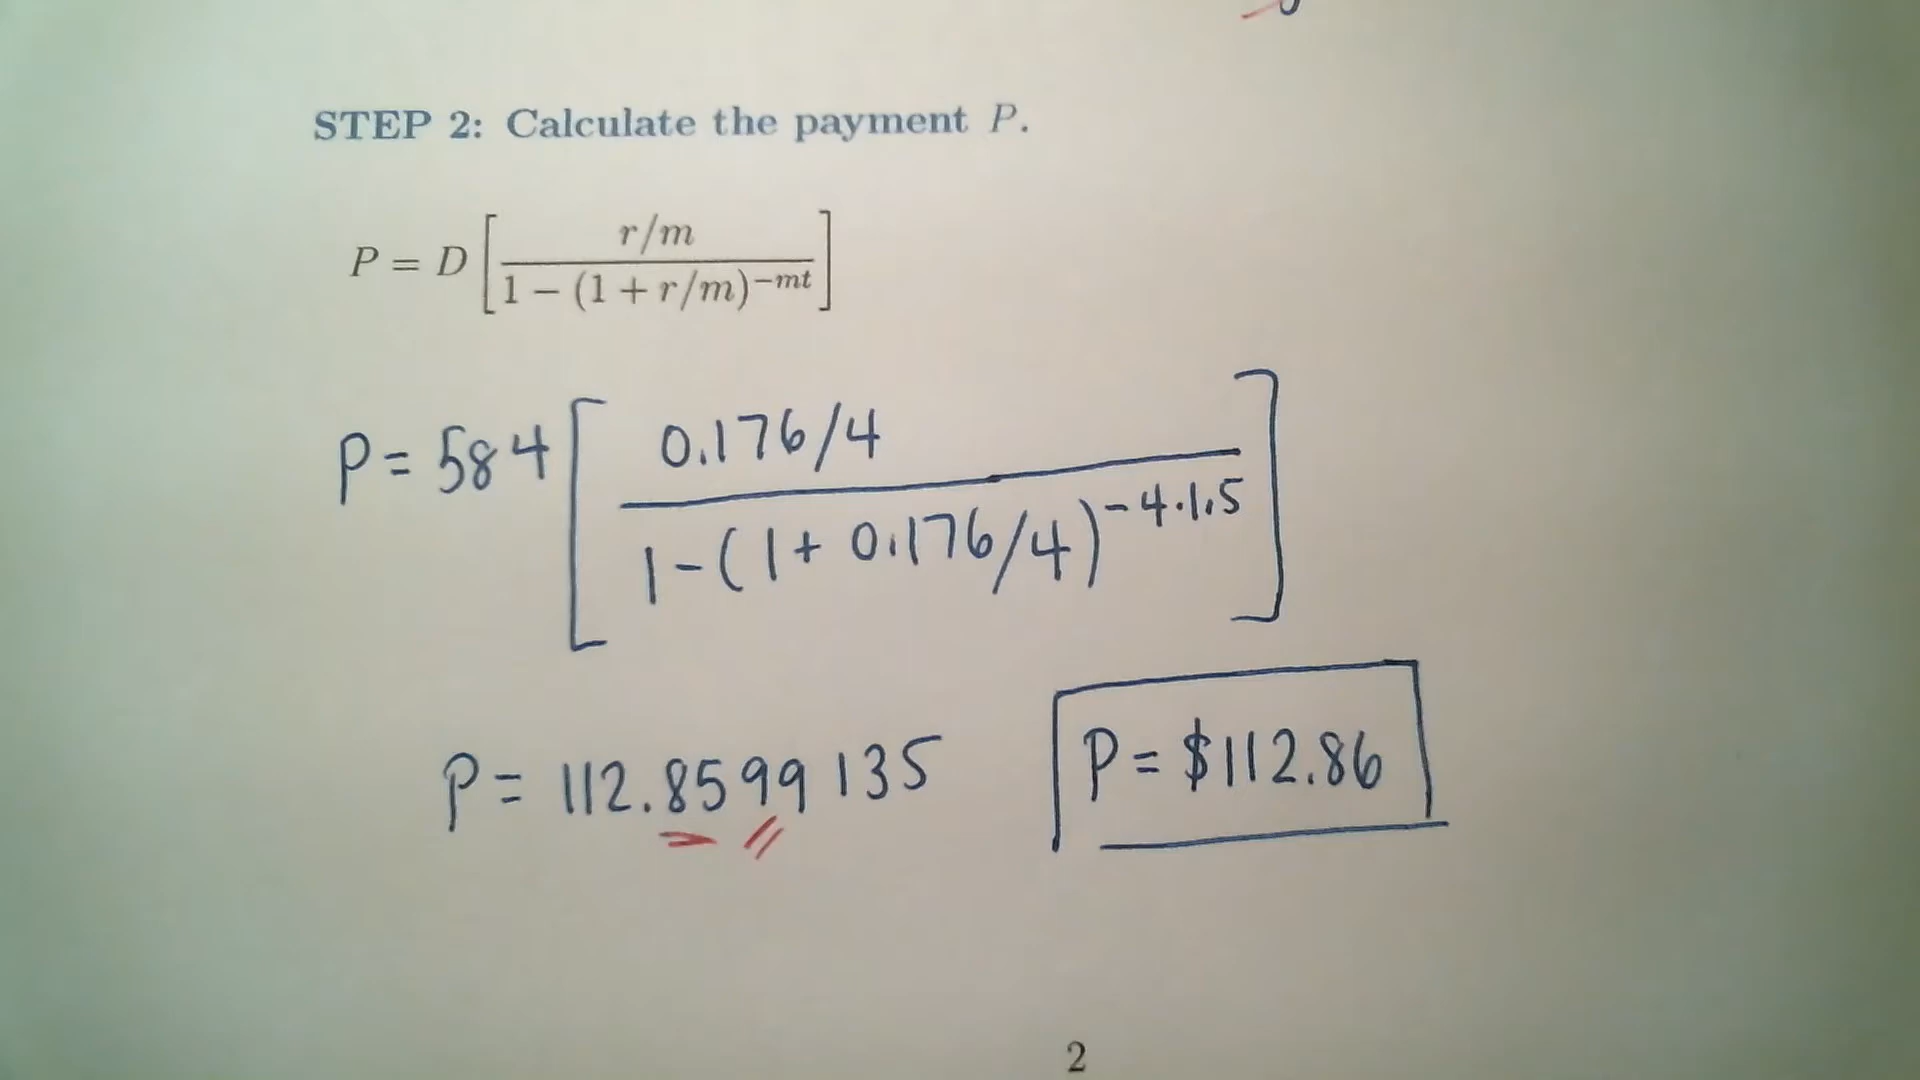 STEP 2: Calculate the payment P.
P = D [ r/m / 1 − (1 + r/m)^−mt ]
P = 584 [ 0.176/4 / 1 - (1 + 0.176/4)^-4·1.5 ]
P = 112.8599135
P = $112.86
2